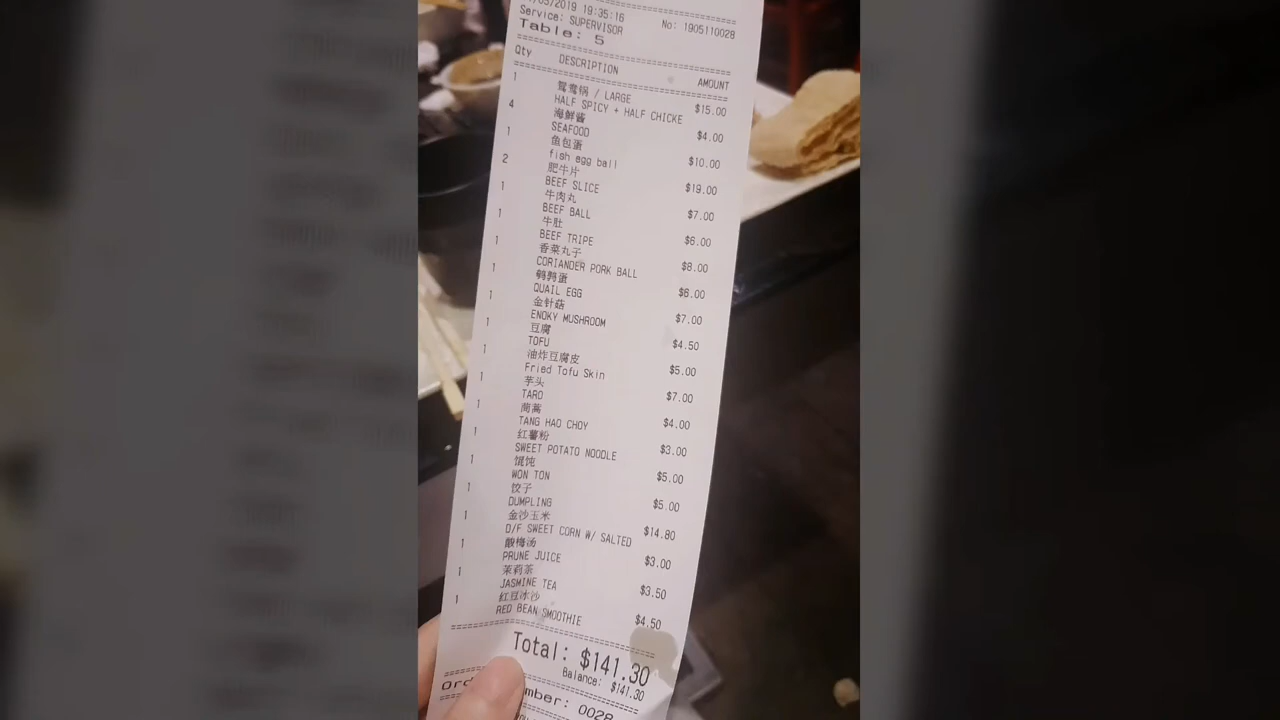 /05/2019 19:35:16
Service: SUPERVISOR No: 1905110028
Table: 5
Qty DESCRIPTION AMOUNT
1 鸳鸯锅 / LARGE $15.00
HALF SPICY + HALF CHICKE
4 海鲜酱 $4.00
SEAFOOD
1 鱼包蛋 $10.00
fish egg ball
2 肥牛片 $19.00
BEEF SLICE
1 牛肉丸 $7.00
BEEF BALL
1 牛肚 $6.00
BEEF TRIPE
1 香菜丸子 $8.00
CORIANDER PORK BALL
1 鹌鹑蛋 $6.00
QUAIL EGG
1 金针菇 $7.00
ENOKY MUSHROOM
1 豆腐 $4.50
TOFU
1 油炸豆腐皮 $5.00
Fried Tofu Skin
1 芋头 $7.00
TARO
1 茼蒿 $4.00
TANG HAO CHOY
1 红薯粉 $3.00
SWEET POTATO NOODLE
1 馄饨 $5.00
WON TON
1 饺子 $5.00
DUMPLING
1 金沙玉米 $14.80
D/F SWEET CORN W/ SALTED
1 酸梅汤 $3.00
PRUNE JUICE
1 茉莉茶 $3.50
JASMINE TEA
1 红豆冰沙 $4.50
RED BEAN SMOOTHIE
Total: $141.30
Balance: $141.30
Ord mber: 0028